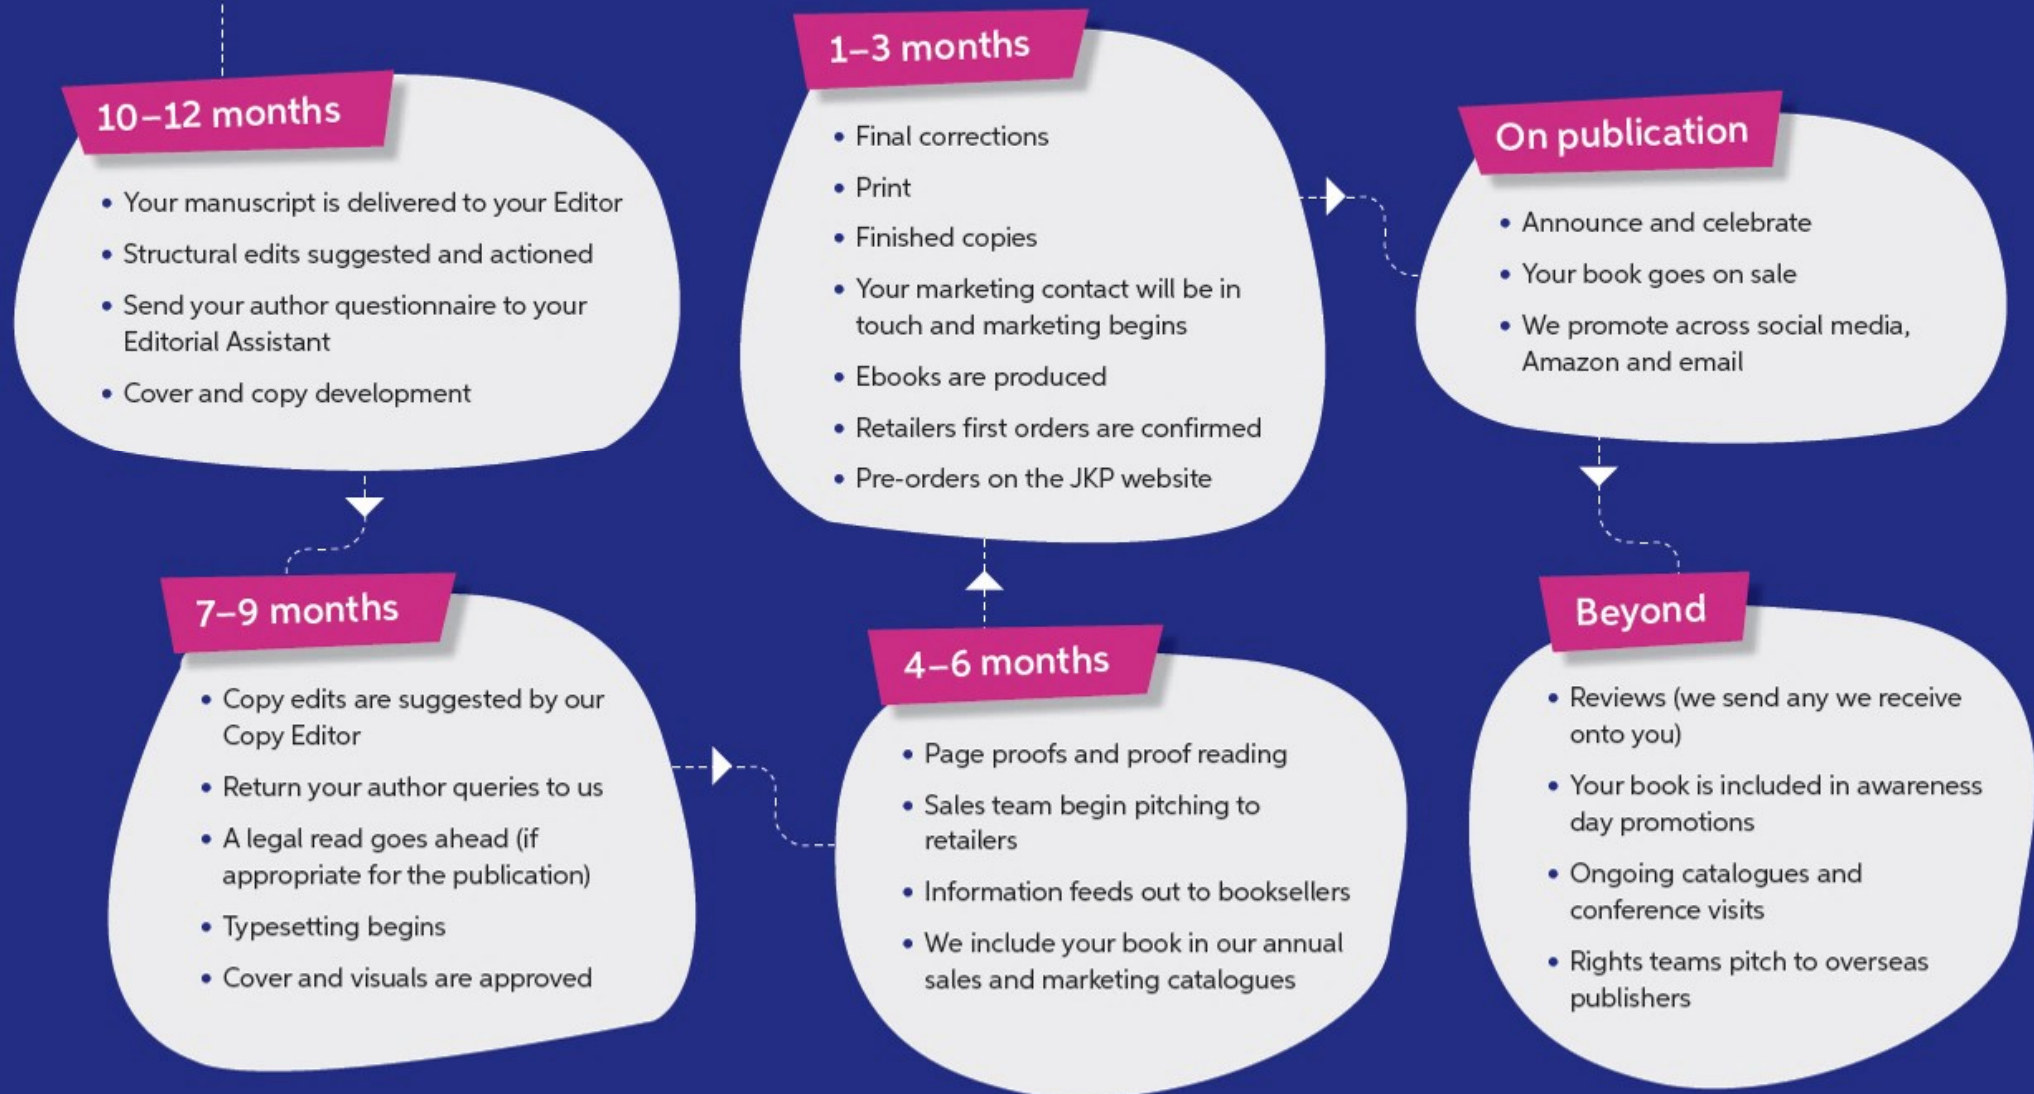 10–12 months
• Your manuscript is delivered to your Editor
• Structural edits suggested and actioned
• Send your author questionnaire to your
Editorial Assistant
• Cover and copy development
7–9 months
• Copy edits are suggested by our
Copy Editor
• Return your author queries to us
• A legal read goes ahead (if
appropriate for the publication)
• Typesetting begins
• Cover and visuals are approved
4–6 months
• Page proofs and proof reading
• Sales team begin pitching to
retailers
• Information feeds out to booksellers
• We include your book in our annual
sales and marketing catalogues
1–3 months
• Final corrections
• Print
• Finished copies
• Your marketing contact will be in
touch and marketing begins
• Ebooks are produced
• Retailers first orders are confirmed
• Pre-orders on the JKP website
On publication
• Announce and celebrate
• Your book goes on sale
• We promote across social media,
Amazon and email
Beyond
• Reviews (we send any we receive
onto you)
• Your book is included in awareness
day promotions
• Ongoing catalogues and
conference visits
• Rights teams pitch to overseas
publishers